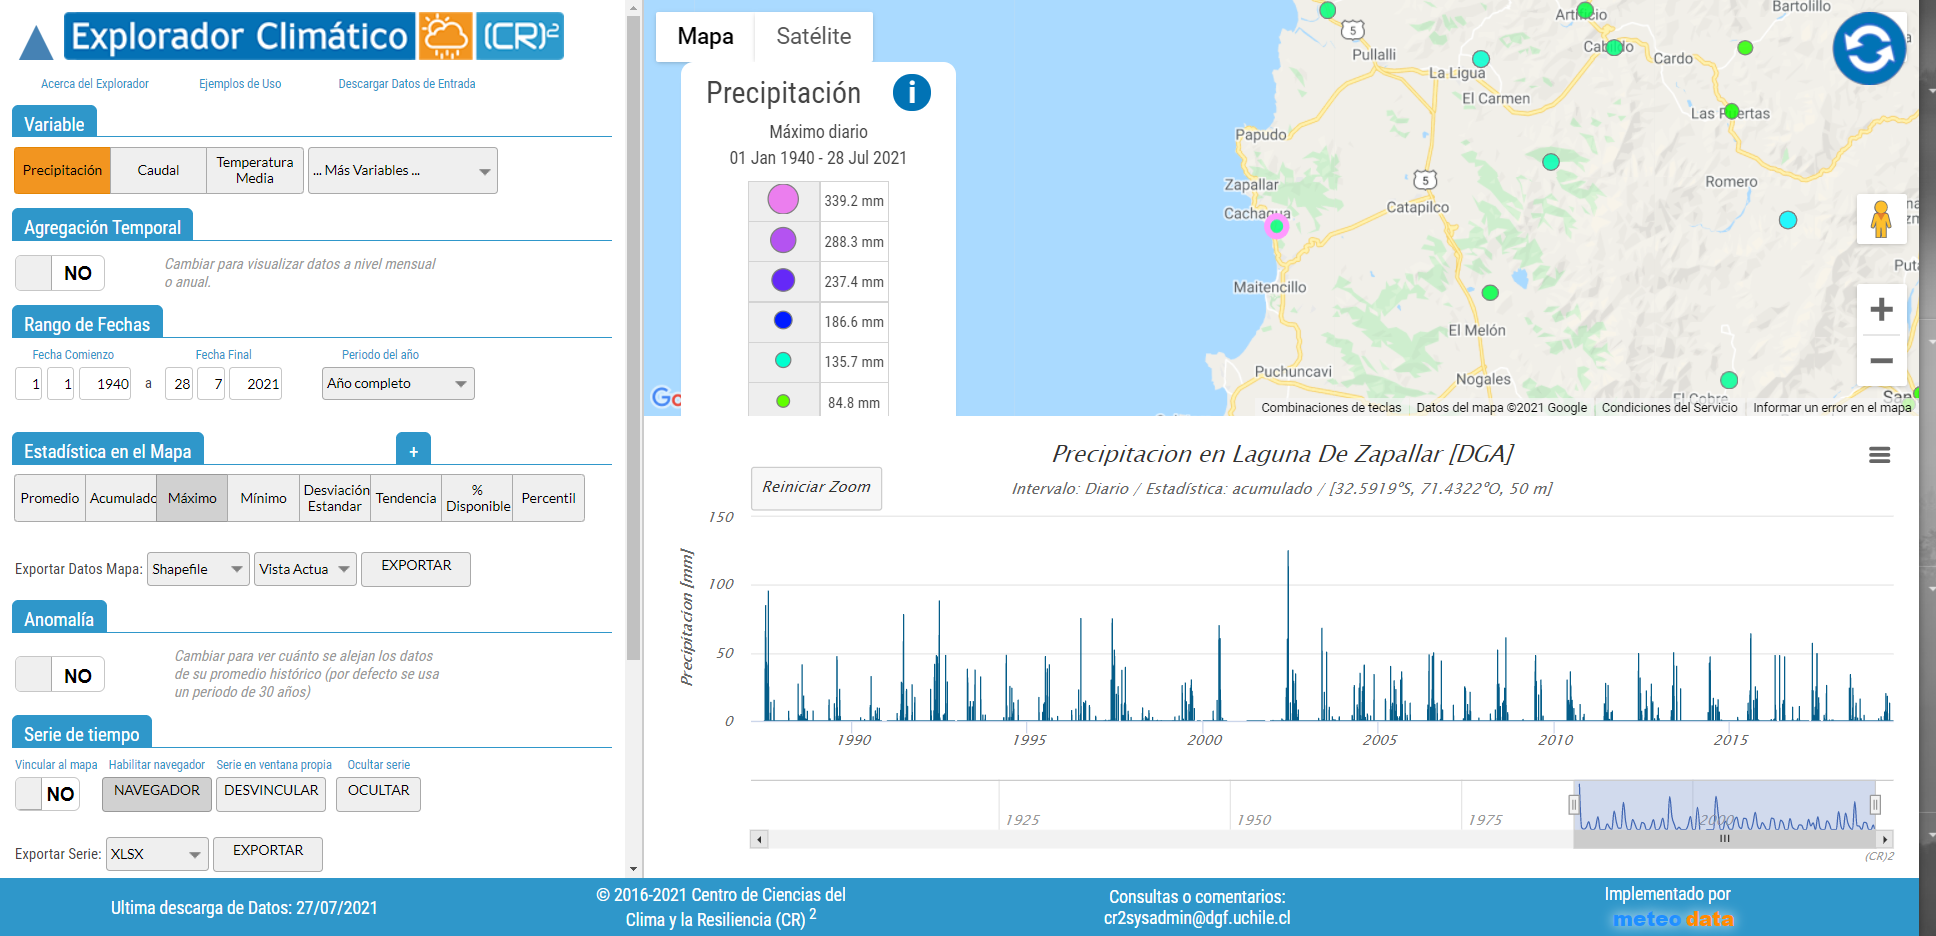 Explorador Climático (CR)²
Acerca del Explorador
Ejemplos de Uso
Descargar Datos de Entrada
Variable
Precipitación
Caudal
Temperatura
Media
... Más Variables ...
Agregación Temporal
NO
Cambiar para visualizar datos a nivel mensual
o anual.
Rango de Fechas
Fecha Comienzo
Fecha Final
Periodo del año
1 1 1940 a 28 7 2021
Año completo
Estadística en el Mapa
+
Promedio
Acumulado
Máximo
Mínimo
Desviación
Estandar
Tendencia
%
Disponible
Percentil
Exportar Datos Mapa:
Shapefile
Vista Actua
EXPORTAR
Anomalía
NO
Cambiar para ver cuánto se alejan los datos
de su promedio histórico (por defecto se usa
un periodo de 30 años)
Serie de tiempo
Vincular al mapa
Habilitar navegador
Serie en ventana propia
Ocultar serie
NO
NAVEGADOR
DESVINCULAR
OCULTAR
Exportar Serie:
XLSX
EXPORTAR
Mapa
Satélite
Precipitación
i
Máximo diario
01 Jan 1940 - 28 Jul 2021
339.2 mm
288.3 mm
237.4 mm
186.6 mm
135.7 mm
84.8 mm
Bartolillo
Artificio
5
Pullalli
Cabildo
Cardo
La Ligua
El Carmen
Las Puertas
Papudo
5
Zapallar
Romero
Cachagua
Catapilco
Maitencillo
Put
El Melón
Puchuncavi
Nogales
El Cobre
San
+
−
Combinaciones de teclas
Datos del mapa ©2021 Google
Condiciones del Servicio
Informar un error en el mapa
Precipitacion en Laguna De Zapallar [DGA]
Reiniciar Zoom
Intervalo: Diario / Estadística: acumulado / [32.5919°S, 71.4322°O, 50 m]
Precipitacion [mm]
150
100
50
0
1990
1995
2000
2005
2010
2015
1925
1950
1975
2000
(CR)2
Ultima descarga de Datos: 27/07/2021
© 2016-2021 Centro de Ciencias del
Clima y la Resiliencia (CR) 2
Consultas o comentarios:
cr2sysadmin@dgf.uchile.cl
Implementado por
meteodata